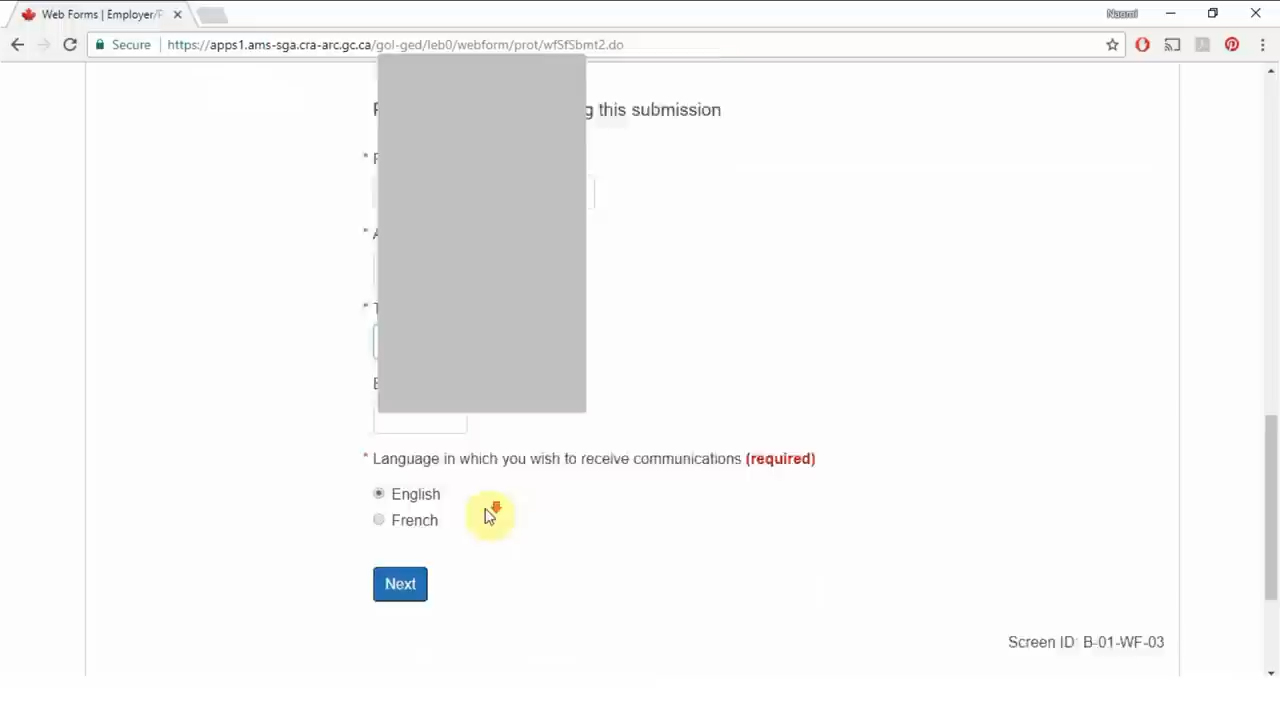 Web Forms | Employer/P
Naomi
Secure
https://apps1.ams-sga.cra-arc.gc.ca/gol-ged/leb0/webform/prot/wfSfSbmt2.do
this submission
* Language in which you wish to receive communications (required)
English
French
Next
Screen ID: B-01-WF-03